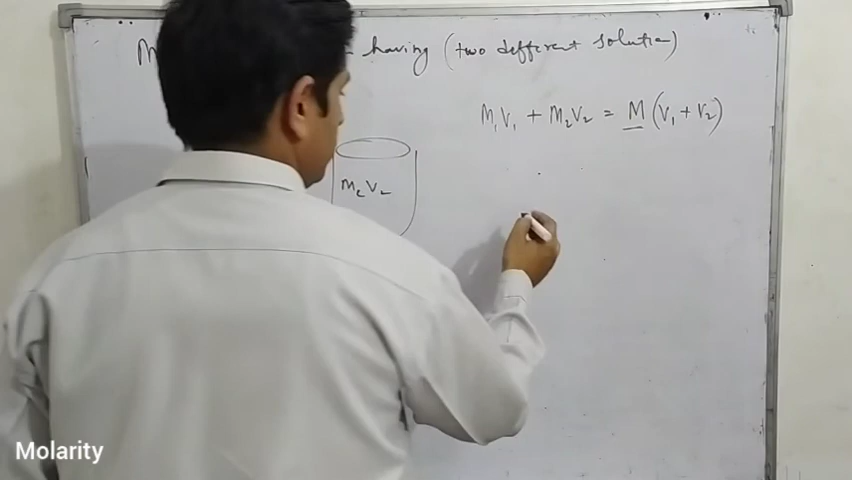 having (two different solution)
M₁V₁ + M₂V₂ = M (V₁ + V₂)
M₂V₂
Molarity